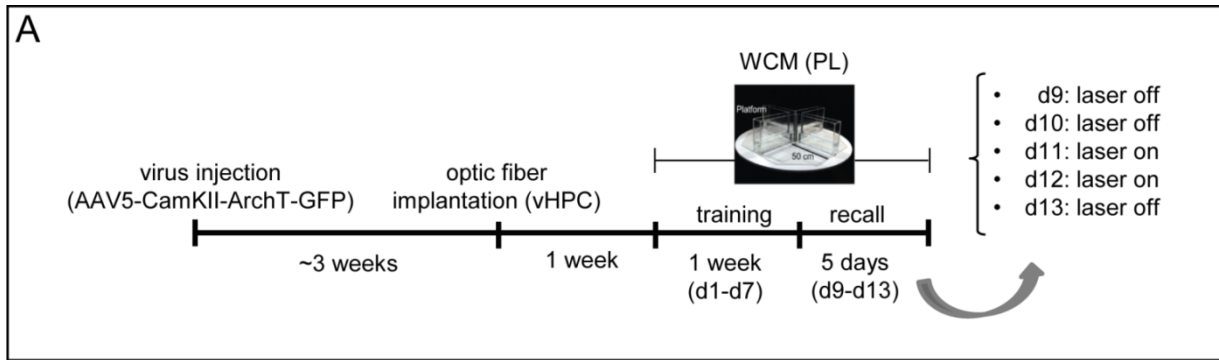 A
WCM (PL)
Platform
50 cm
virus injection
(AAV5-CamKII-ArchT-GFP)
optic fiber
implantation (vHPC)
training
recall
~3 weeks
1 week
1 week
(d1-d7)
5 days
(d9-d13)
• d9: laser off
• d10: laser off
• d11: laser on
• d12: laser on
• d13: laser off